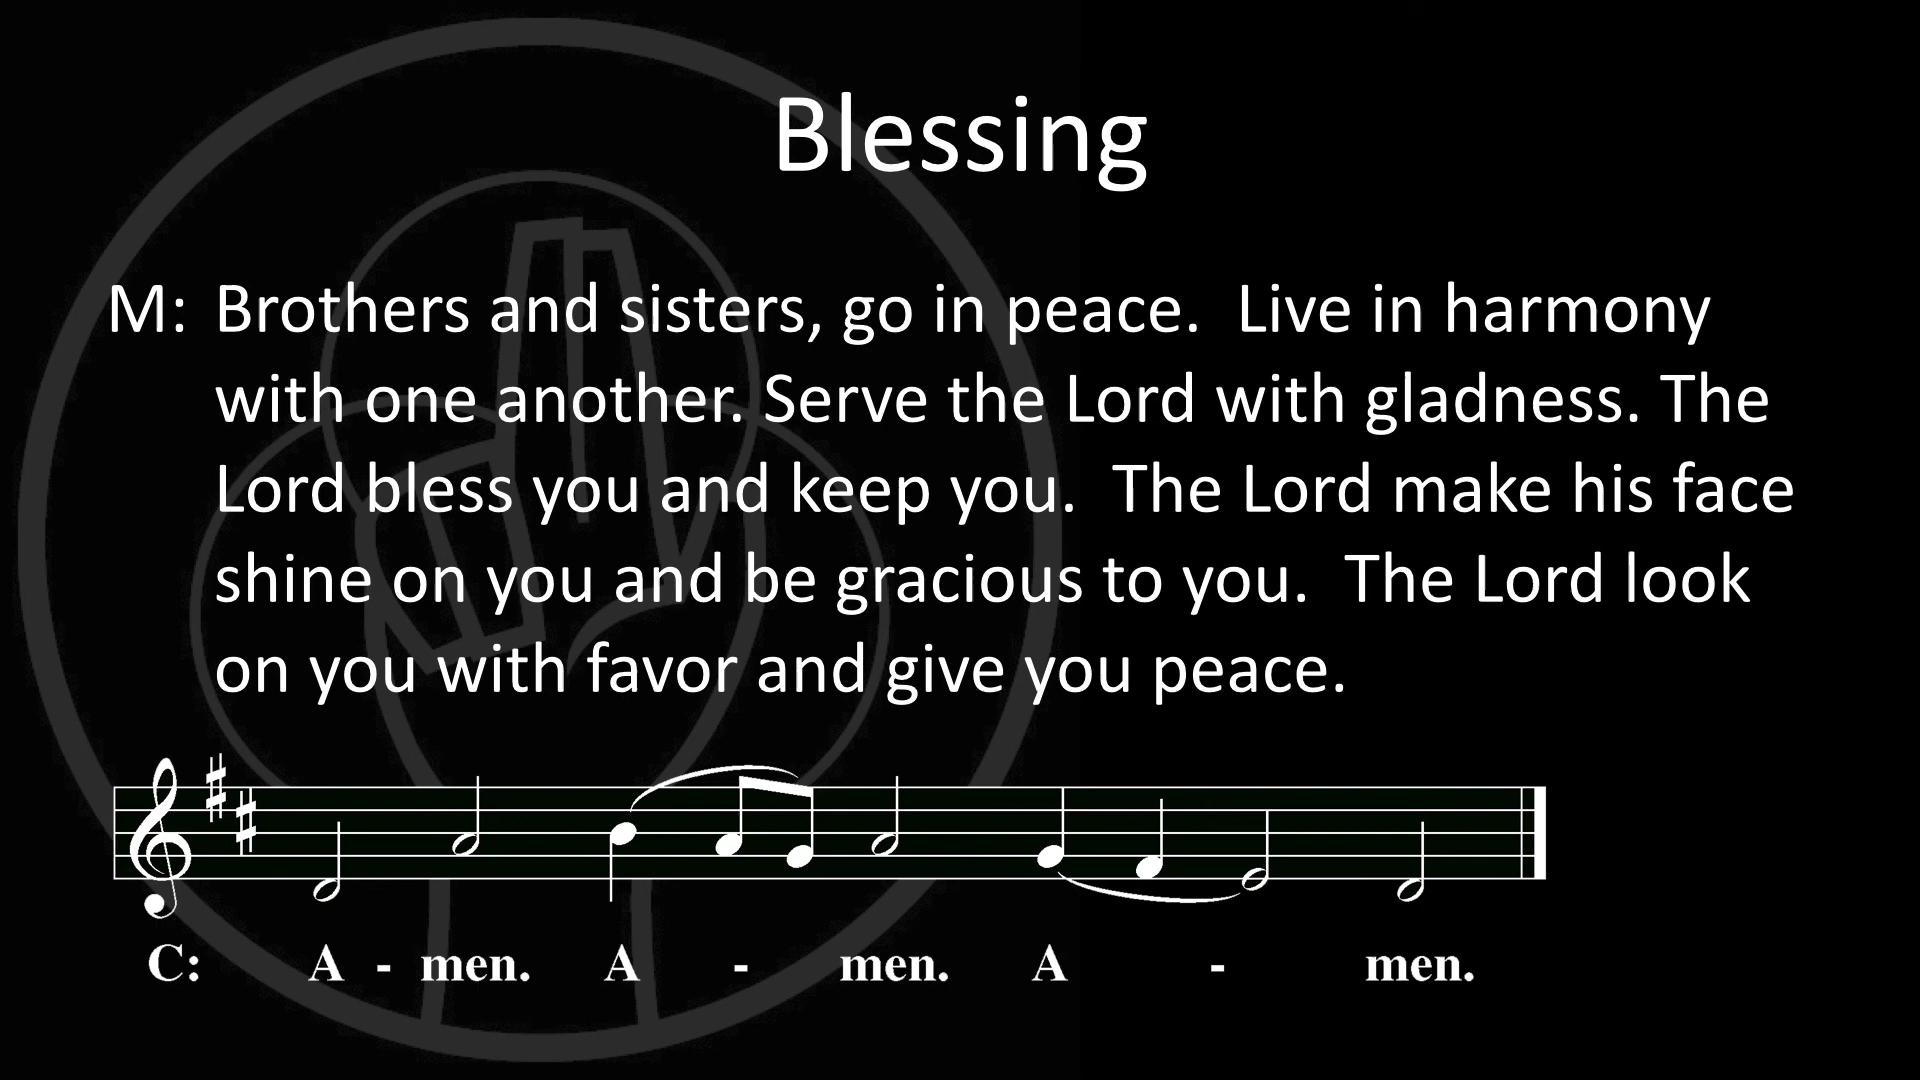 Blessing
M: Brothers and sisters, go in peace.  Live in harmony
with one another. Serve the Lord with gladness. The
Lord bless you and keep you.  The Lord make his face
shine on you and be gracious to you.  The Lord look
on you with favor and give you peace.
C: A - men. A - men. A - men.